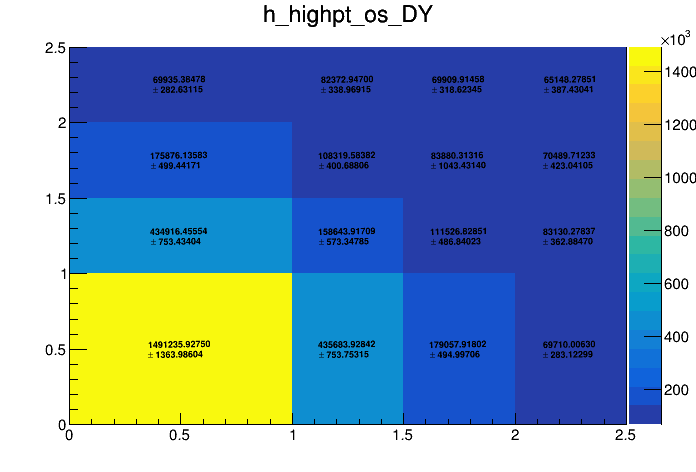 h_highpt_os_DY
×10³
2.5
69935.38478 82372.94700 69909.91458 65148.27851
± 282.63115 ± 338.96915 ± 318.62345 ± 387.43041
1400
2
1200
175876.13583 108319.58382 83880.31316 70489.71233
± 499.44171 ± 400.68806 ± 1043.43140 ± 423.04105
1000
1.5
434916.45554 158643.91709 111526.82851 83130.27837
± 753.43404 ± 573.34785 ± 486.84023 ± 362.88470
800
1
600
0.5
1491235.92750 435683.92842 179057.91802 69710.00630
± 1363.98604 ± 753.75315 ± 494.99706 ± 283.12299
400
200
0
0 0.5 1 1.5 2 2.5